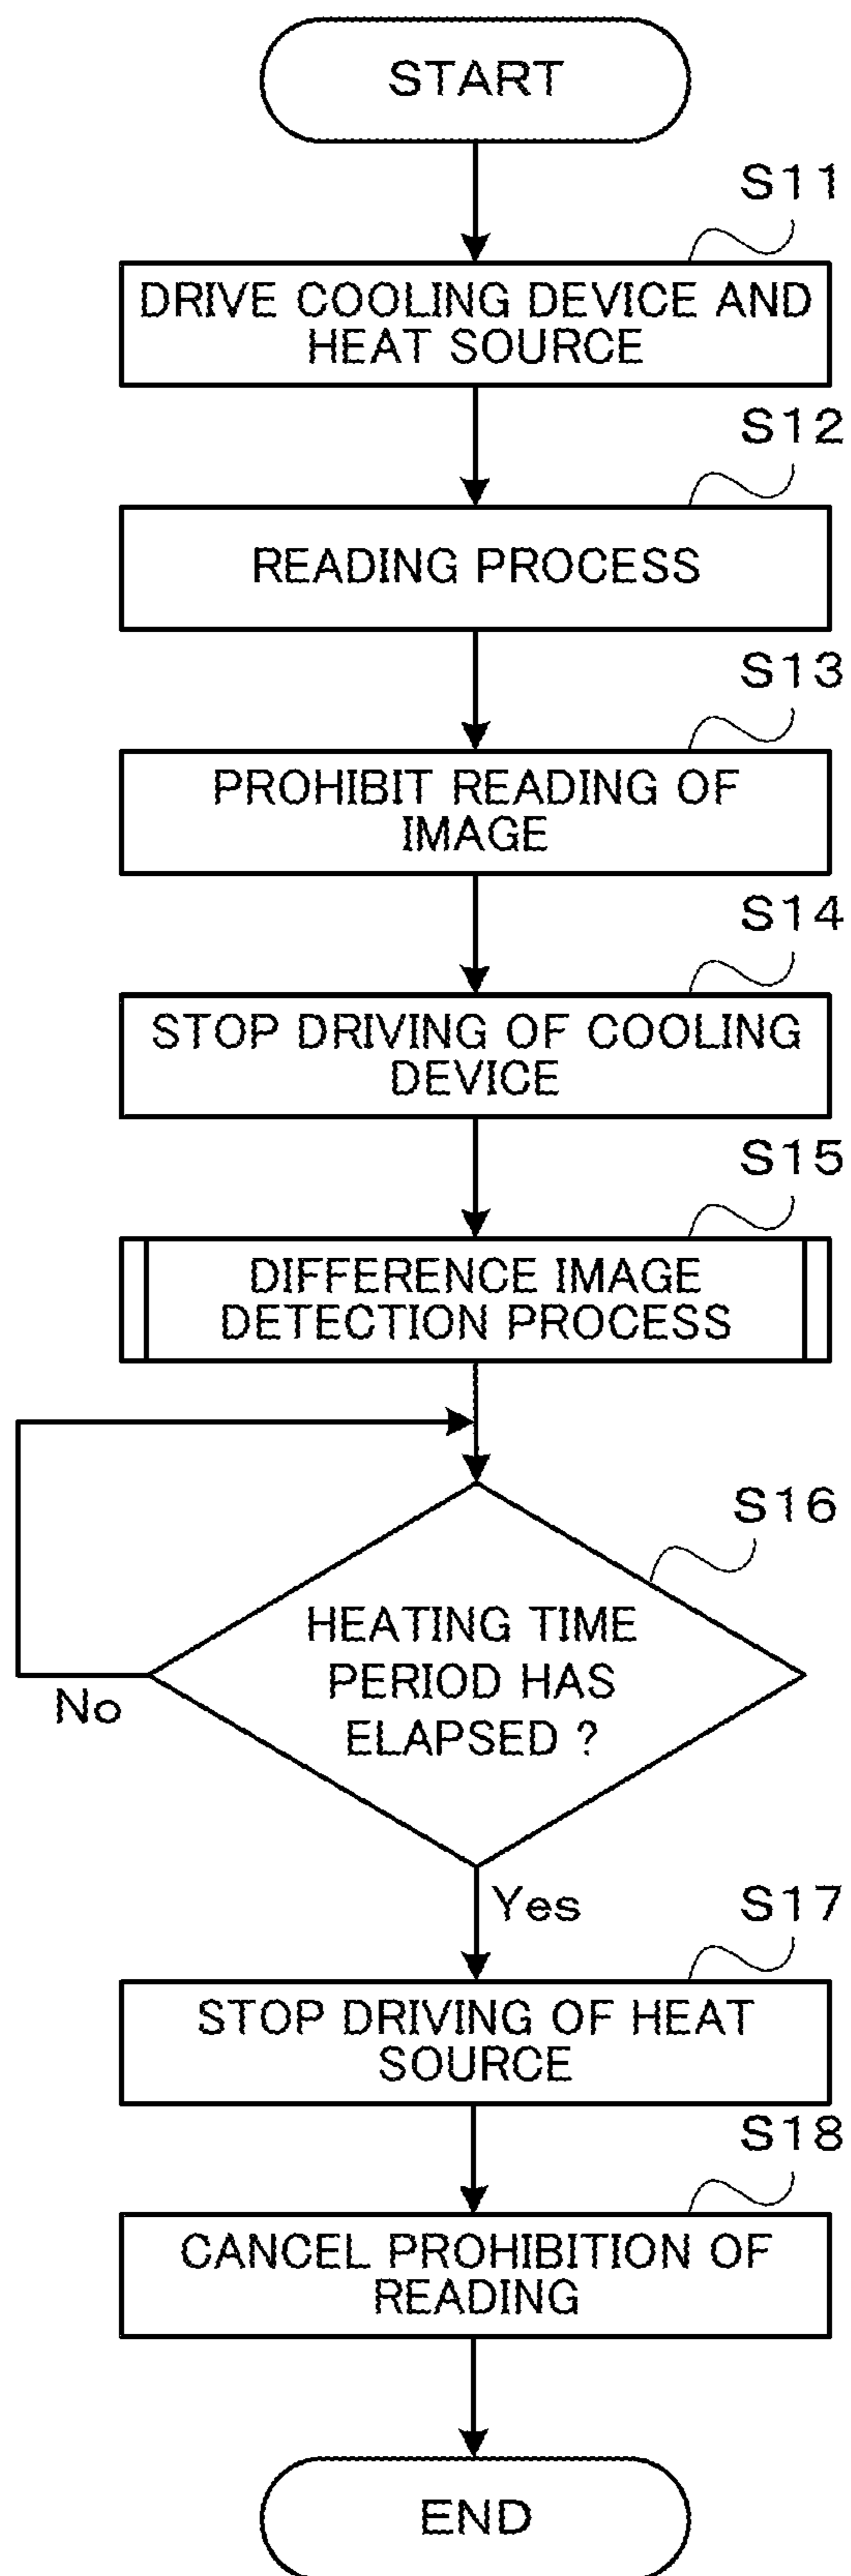 START
S11
DRIVE COOLING DEVICE AND
HEAT SOURCE
S12
READING PROCESS
S13
PROHIBIT READING OF
IMAGE
S14
STOP DRIVING OF COOLING
DEVICE
S15
DIFFERENCE IMAGE
DETECTION PROCESS
S16
HEATING TIME
PERIOD HAS
ELAPSED ?
No
Yes
S17
STOP DRIVING OF HEAT
SOURCE
S18
CANCEL PROHIBITION OF
READING
END